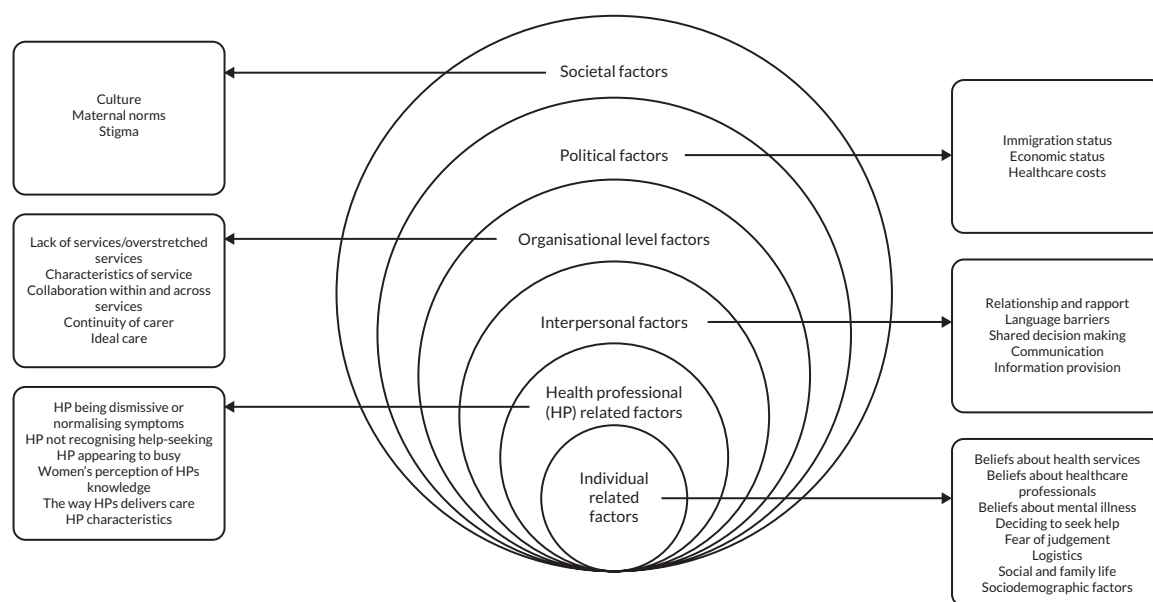 Societal factors
Culture
Maternal norms
Stigma
Political factors
Immigration status
Economic status
Healthcare costs
Organisational level factors
Lack of services/overstretched
services
Characteristics of service
Collaboration within and across
services
Continuity of carer
Ideal care
Interpersonal factors
Relationship and rapport
Language barriers
Shared decision making
Communication
Information provision
Health professional
(HP) related factors
HP being dismissive or
normalising symptoms
HP not recognising help-seeking
HP appearing to busy
Women's perception of HPs
knowledge
The way HPs delivers care
HP characteristics
Individual
related
factors
Beliefs about health services
Beliefs about healthcare
professionals
Beliefs about mental illness
Deciding to seek help
Fear of judgement
Logistics
Social and family life
Sociodemographic factors